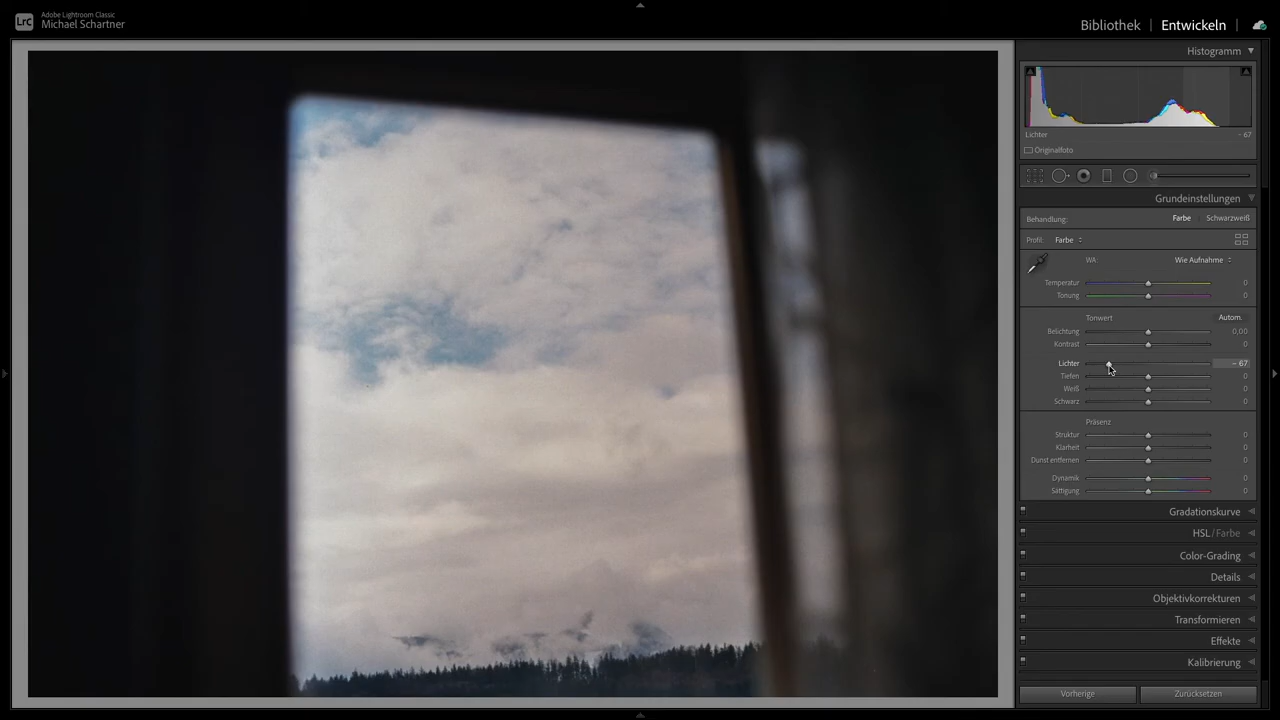 Adobe Lightroom Classic
Michael Schartner
Bibliothek | Entwickeln
Histogramm
Lichter - 67
Originalfoto
Grundeinstellungen
Behandlung: Farbe Schwarzweiß
Profil: Farbe
WA: Wie Aufnahme
Temperatur 0
Tonung 0
Tonwert Autom.
Belichtung 0,00
Kontrast 0
Lichter - 67
Tiefen 0
Weiß 0
Schwarz 0
Präsenz
Struktur 0
Klarheit 0
Dunst entfernen 0
Dynamik 0
Sättigung 0
Gradationskurve
HSL / Farbe
Color-Grading
Details
Objektivkorrekturen
Transformieren
Effekte
Kalibrierung
Vorherige Zurücksetzen